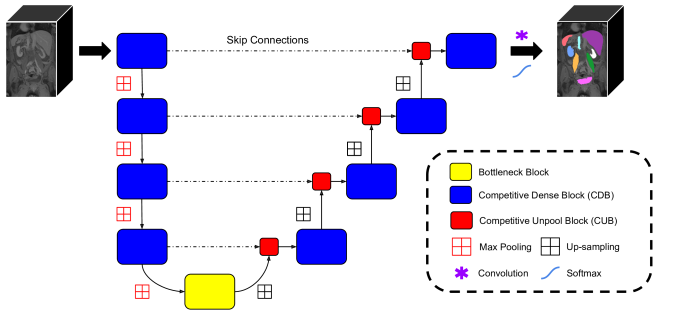 Skip Connections
Bottleneck Block
Competitive Dense Block (CDB)
Competitive Unpool Block (CUB)
Max Pooling
Up-sampling
Convolution
Softmax